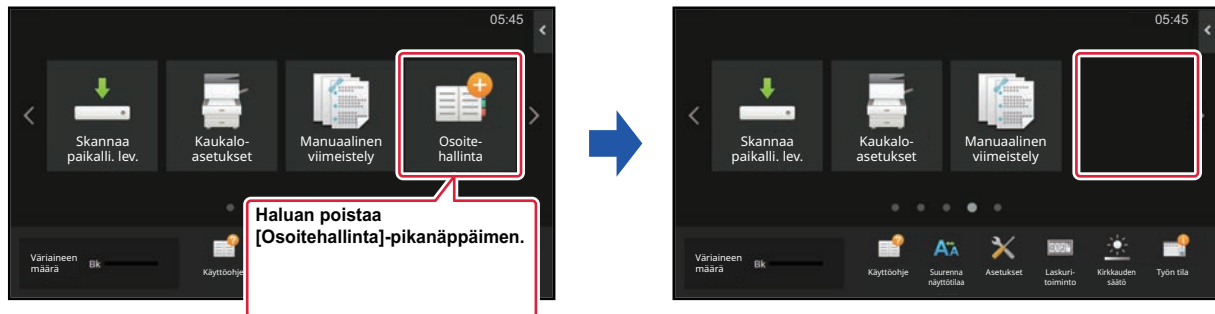 05:45
Skannaa
paikalli. lev.
Kaukalo-
asetukset
Manuaalinen
viimeistely
Osoite-
hallinta
Haluan poistaa
[Osoitehallinta]-pikanäppäimen.
Väriaineen
määrä
Bk
Käyttöohje
05:45
Skannaa
paikalli. lev.
Kaukalo-
asetukset
Manuaalinen
viimeistely
Väriaineen
määrä
Bk
Käyttöohje
Suurenna
näyttötilaa
Asetukset
Laskuri-
toiminto
Kirkkauden
säätö
Työn tila